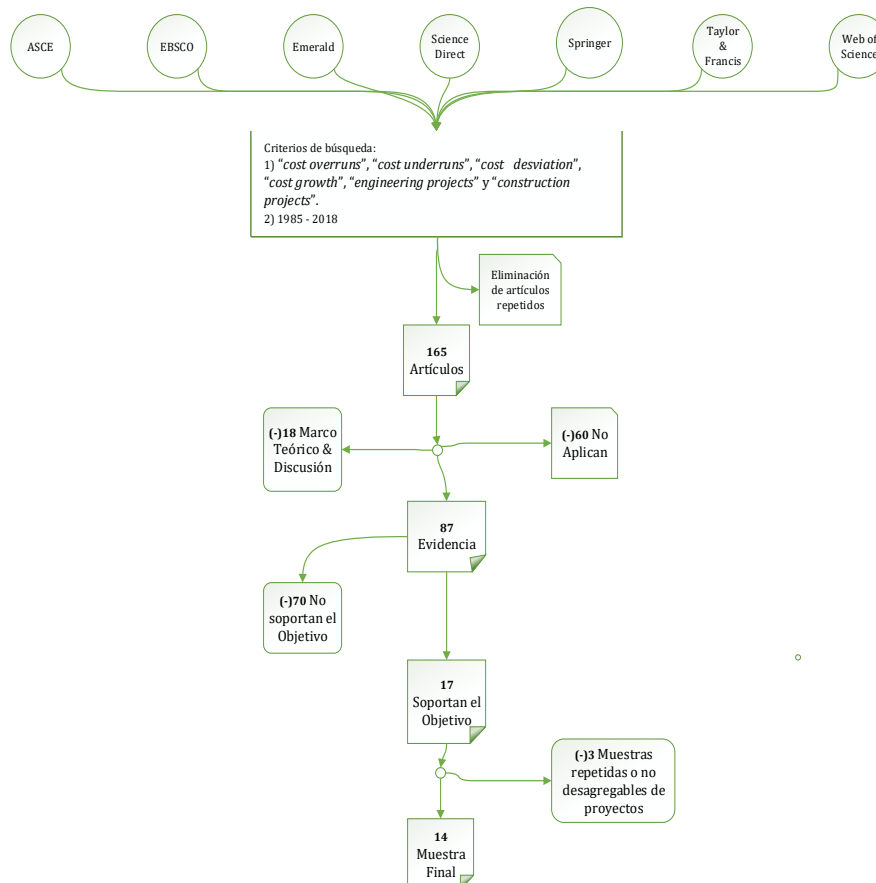 ASCE
EBSCO
Emerald
Science
Direct
Springer
Taylor
&
Francis
Web of
Science
Criterios de búsqueda:
1) “cost overruns”, “cost underruns”, “cost desviation”,
“cost growth”, “engineering projects” y “construction
projects”.
2) 1985 - 2018
Eliminación
de artículos
repetidos
165
Artículos
(-)18 Marco
Teórico &
Discusión
(-)60 No
Aplican
87
Evidencia
(-)70 No
soportan el
Objetivo
17
Soportan el
Objetivo
(-)3 Muestras
repetidas o no
desagregables de
proyectos
14
Muestra
Final